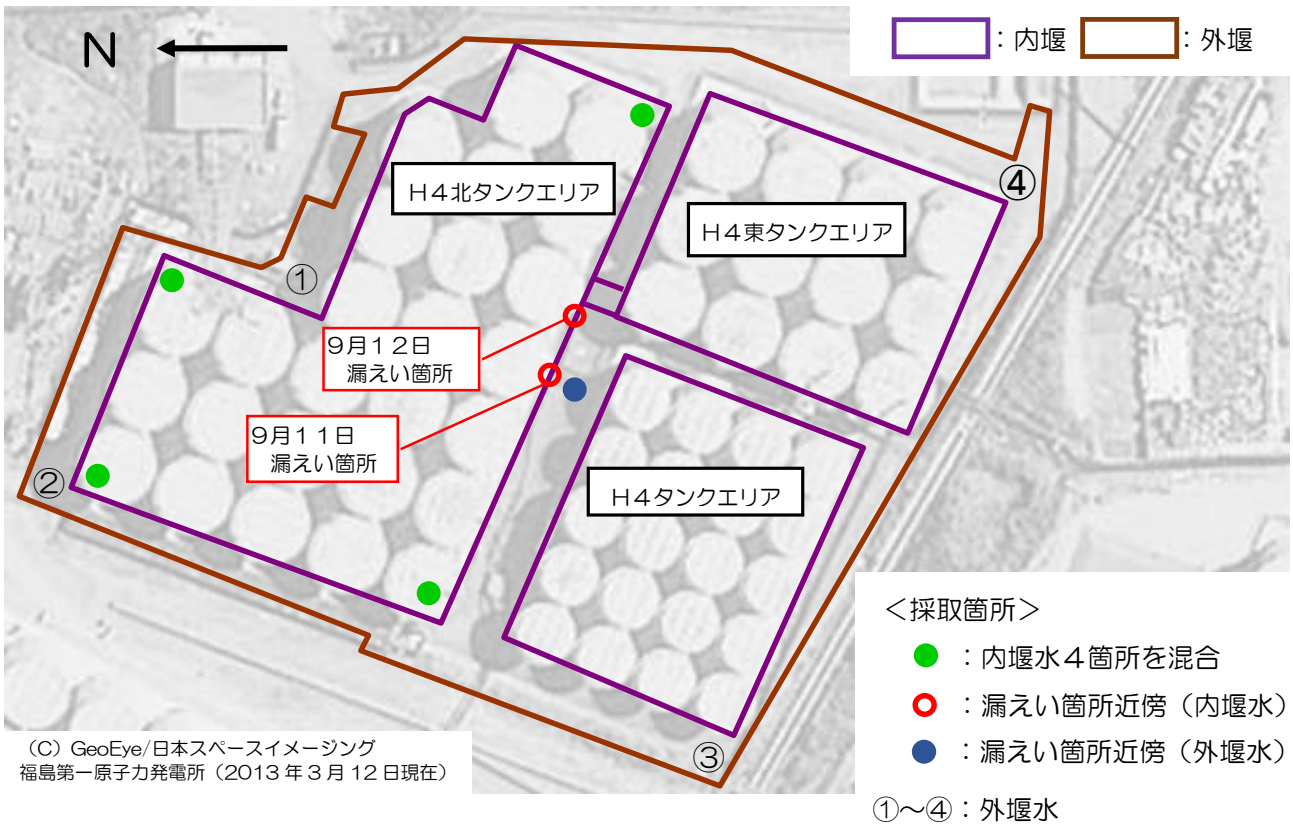 N
：内堰
：外堰
①
②
③
④
H4北タンクエリア
H4東タンクエリア
H4タンクエリア
9月12日
漏えい箇所
9月11日
漏えい箇所
＜採取箇所＞
：内堰水4箇所を混合
：漏えい箇所近傍（内堰水）
：漏えい箇所近傍（外堰水）
①～④：外堰水
（C）GeoEye/日本スペースイメージング
福島第一原子力発電所（2013年3月12日現在）